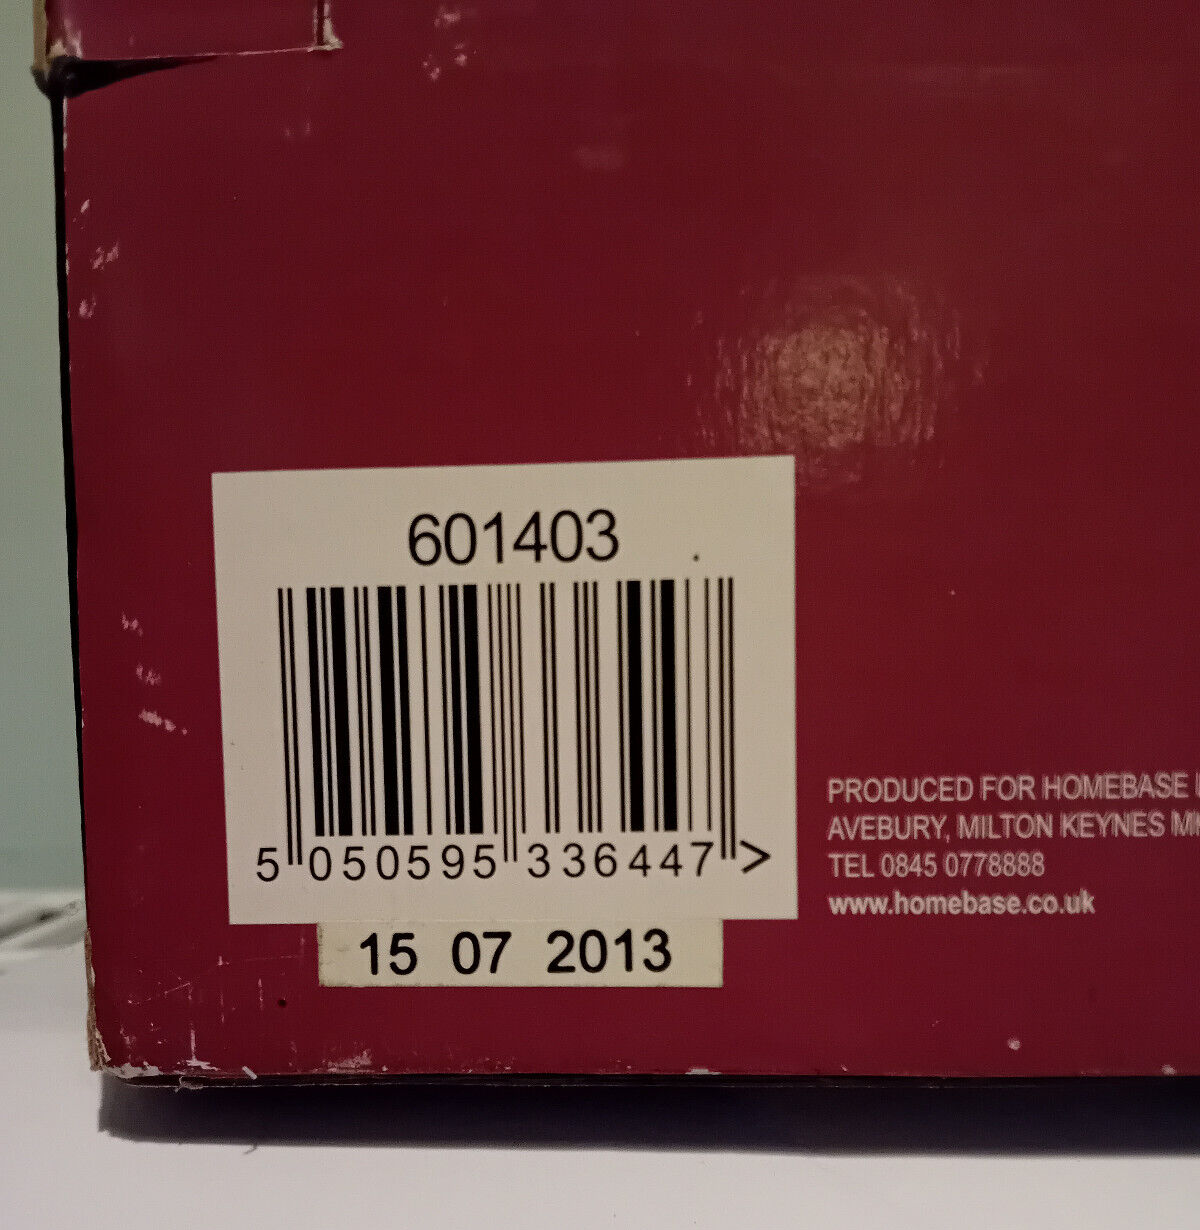 601403
5 050595 336447 >
15 07 2013
PRODUCED FOR HOMEBASE
AVEBURY, MILTON KEYNES
TEL 0845 0778888
www.homebase.co.uk